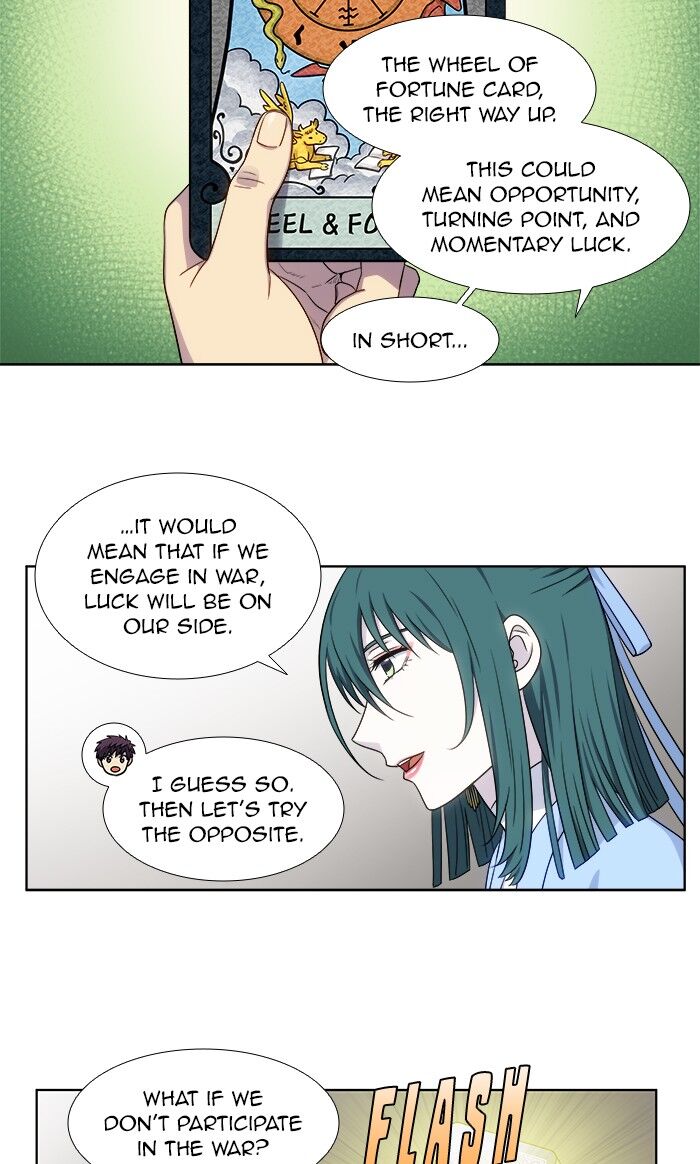 THE WHEEL OF
FORTUNE CARD,
THE RIGHT WAY UP.
THIS COULD
MEAN OPPORTUNITY,
TURNING POINT, AND
MOMENTARY LUCK.
EEL & FO
IN SHORT...
...IT WOULD
MEAN THAT IF WE
ENGAGE IN WAR,
LUCK WILL BE ON
OUR SIDE.
I GUESS SO.
THEN LET'S TRY
THE OPPOSITE.
WHAT IF WE
DON'T PARTICIPATE
IN THE WAR?
FLASH